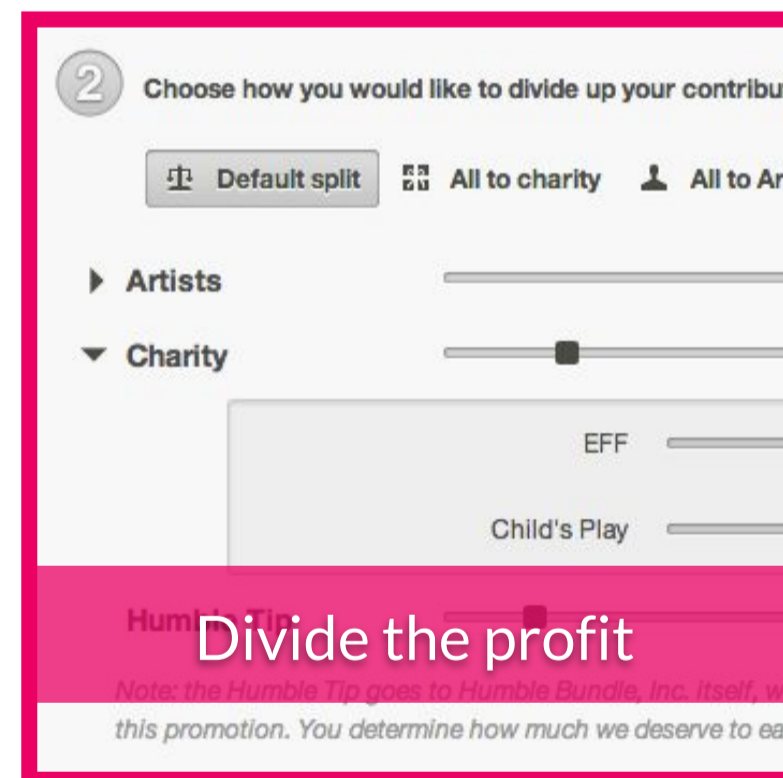 2 Choose how you would like to divide up your contribu
Default split All to charity All to Ar
Artists
Charity
EFF
Child's Play
Humble Tip
Divide the profit
Note: the Humble Tip goes to Humble Bundle, Inc. itself, w
this promotion. You determine how much we deserve to ea